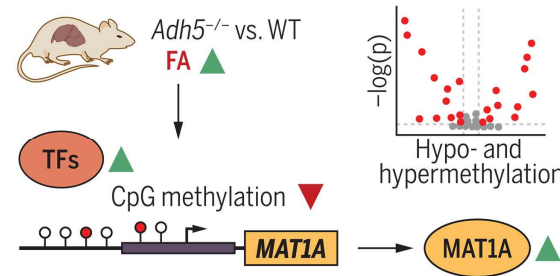 Adh5⁻/⁻ vs. WT
FA
TFs
CpG methylation
MAT1A
MAT1A
−log(p)
Hypo- and
hypermethylation